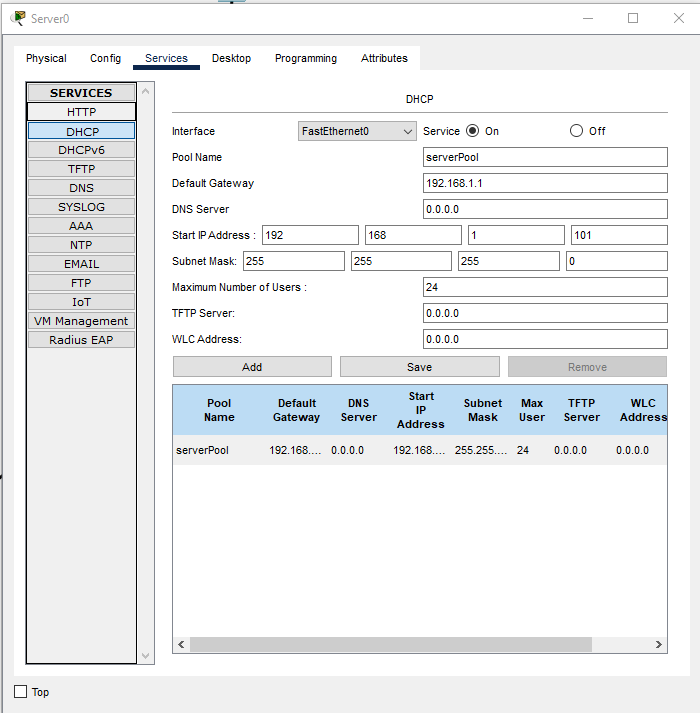 Server0
Physical Config Services Desktop Programming Attributes
SERVICES
HTTP
DHCP
DHCPv6
TFTP
DNS
SYSLOG
AAA
NTP
EMAIL
FTP
IoT
VM Management
Radius EAP
DHCP
Interface FastEthernet0 Service On Off
Pool Name serverPool
Default Gateway 192.168.1.1
DNS Server 0.0.0.0
Start IP Address : 192 168 1 101
Subnet Mask: 255 255 255 0
Maximum Number of Users : 24
TFTP Server: 0.0.0.0
WLC Address: 0.0.0.0
Add Save Remove
Pool Name Default Gateway DNS Server Start IP Address Subnet Mask Max User TFTP Server WLC Address
serverPool 192.168.... 0.0.0.0 192.168.... 255.255.... 24 0.0.0.0 0.0.0.0
Top